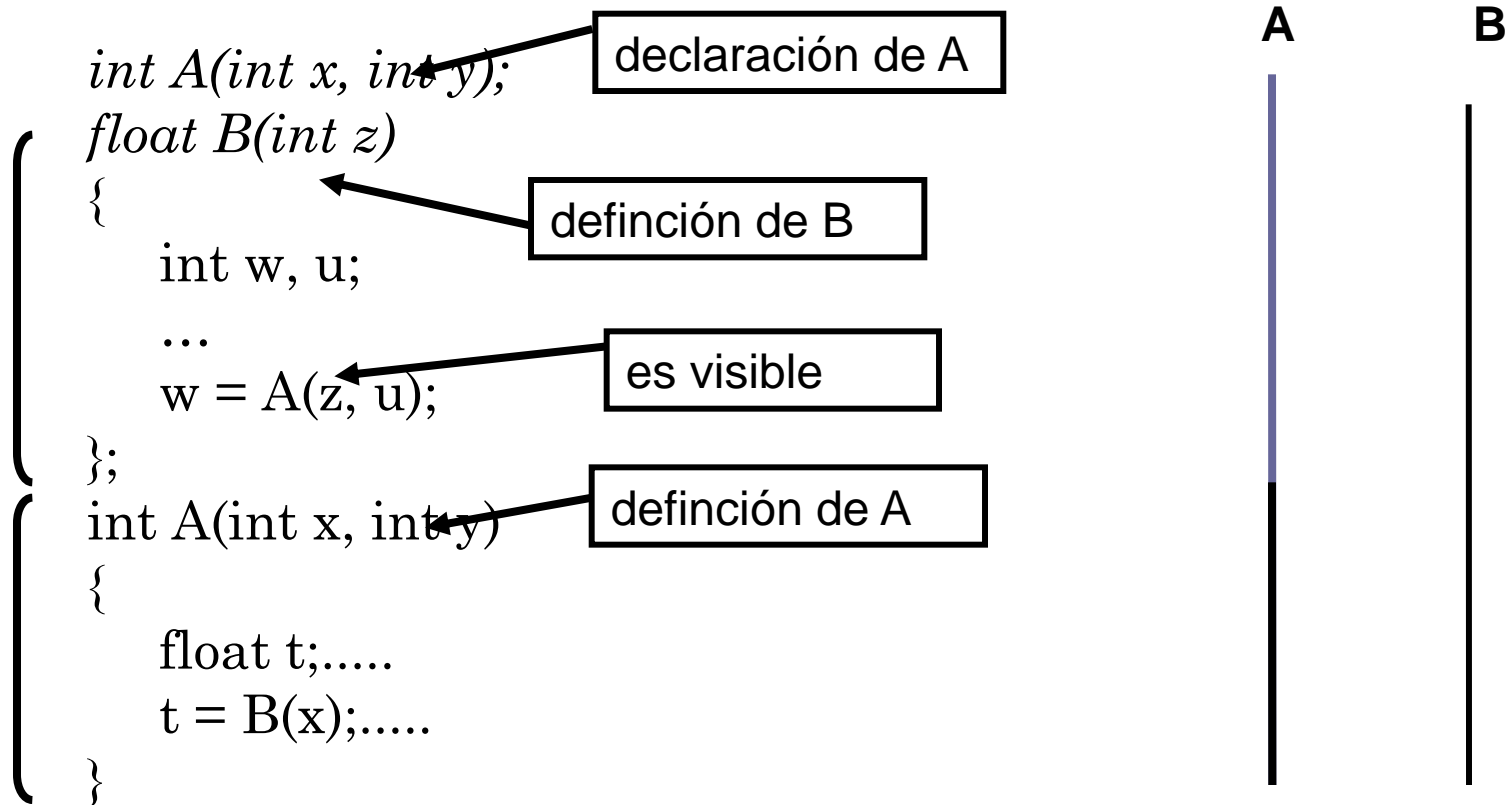 int A(int x, int y);
declaración de A
A
B
float B(int z)
{
definción de B
int w, u;
...
w = A(z, u);
es visible
};
int A(int x, int y)
definción de A
{
float t;.....
t = B(x);.....
}